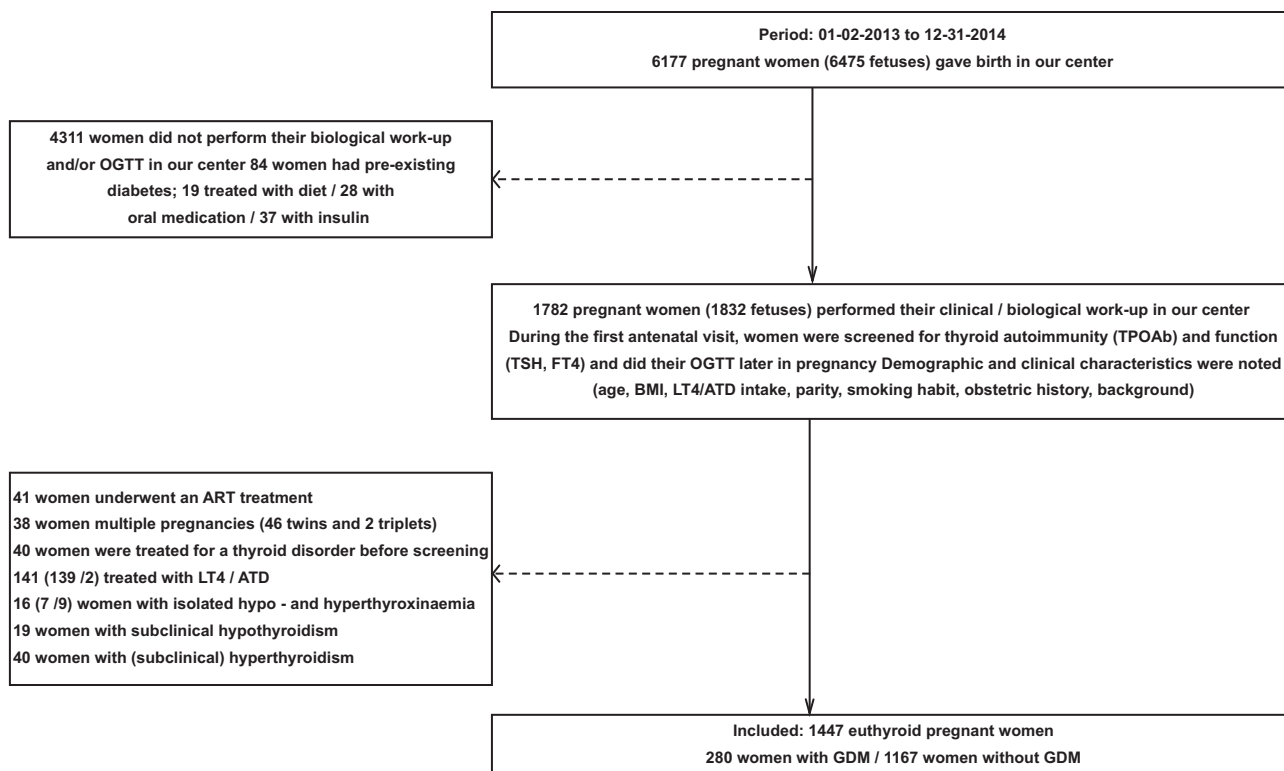 Period: 01-02-2013 to 12-31-2014
6177 pregnant women (6475 fetuses) gave birth in our center
4311 women did not perform their biological work-up
and/or OGTT in our center 84 women had pre-existing
diabetes; 19 treated with diet / 28 with
oral medication / 37 with insulin
1782 pregnant women (1832 fetuses) performed their clinical / biological work-up in our center
During the first antenatal visit, women were screened for thyroid autoimmunity (TPOAb) and function
(TSH, FT4) and did their OGTT later in pregnancy Demographic and clinical characteristics were noted
(age, BMI, LT4/ATD intake, parity, smoking habit, obstetric history, background)
41 women underwent an ART treatment
38 women multiple pregnancies (46 twins and 2 triplets)
40 women were treated for a thyroid disorder before screening
141 (139 /2) treated with LT4 / ATD
16 (7 /9) women with isolated hypo - and hyperthyroxinaemia
19 women with subclinical hypothyroidism
40 women with (subclinical) hyperthyroidism
Included: 1447 euthyroid pregnant women
280 women with GDM / 1167 women without GDM